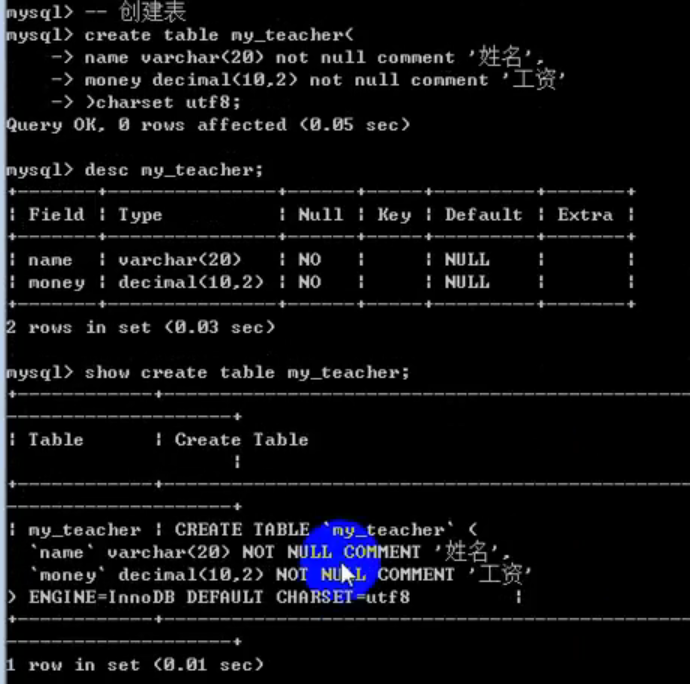 mysql> -- 创建表
mysql> create table my_teacher(
    -> name varchar(20) not null comment '姓名',
    -> money decimal(10,2) not null comment '工资'
    -> )charset utf8;
Query OK, 0 rows affected (0.05 sec)
mysql> desc my_teacher;
+-------+---------------+------+-----+---------+-------+
| Field | Type          | Null | Key | Default | Extra |
+-------+---------------+------+-----+---------+-------+
| name  | varchar(20)   | NO   |     | NULL    |       |
| money | decimal(10,2) | NO   |     | NULL    |       |
+-------+---------------+------+-----+---------+-------+
2 rows in set (0.03 sec)
mysql> show create table my_teacher;
| Table      | Create Table
|
| my_teacher | CREATE TABLE `my_teacher` (
  `name` varchar(20) NOT NULL COMMENT '姓名',
  `money` decimal(10,2) NOT NULL COMMENT '工资'
) ENGINE=InnoDB DEFAULT CHARSET=utf8 |
1 row in set (0.01 sec)